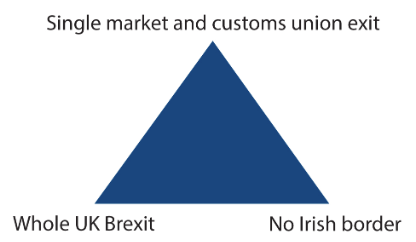 Single market and customs union exit
Whole UK Brexit
No Irish border